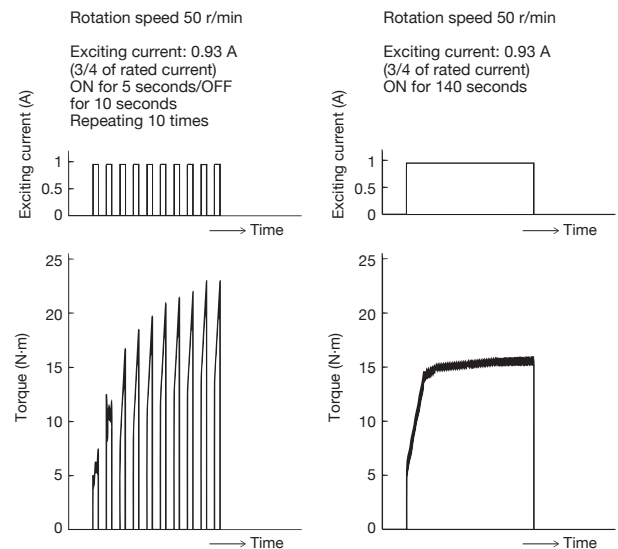 Rotation speed 50 r/min
Exciting current: 0.93 A
(3/4 of rated current)
ON for 5 seconds/OFF
for 10 seconds
Repeating 10 times
Exciting current (A)
1
0.5
0
Time
Torque (N·m)
25
20
15
10
5
0
Time
Rotation speed 50 r/min
Exciting current: 0.93 A
(3/4 of rated current)
ON for 140 seconds
Exciting current (A)
1
0.5
0
Time
Torque (N·m)
25
20
15
10
5
0
Time